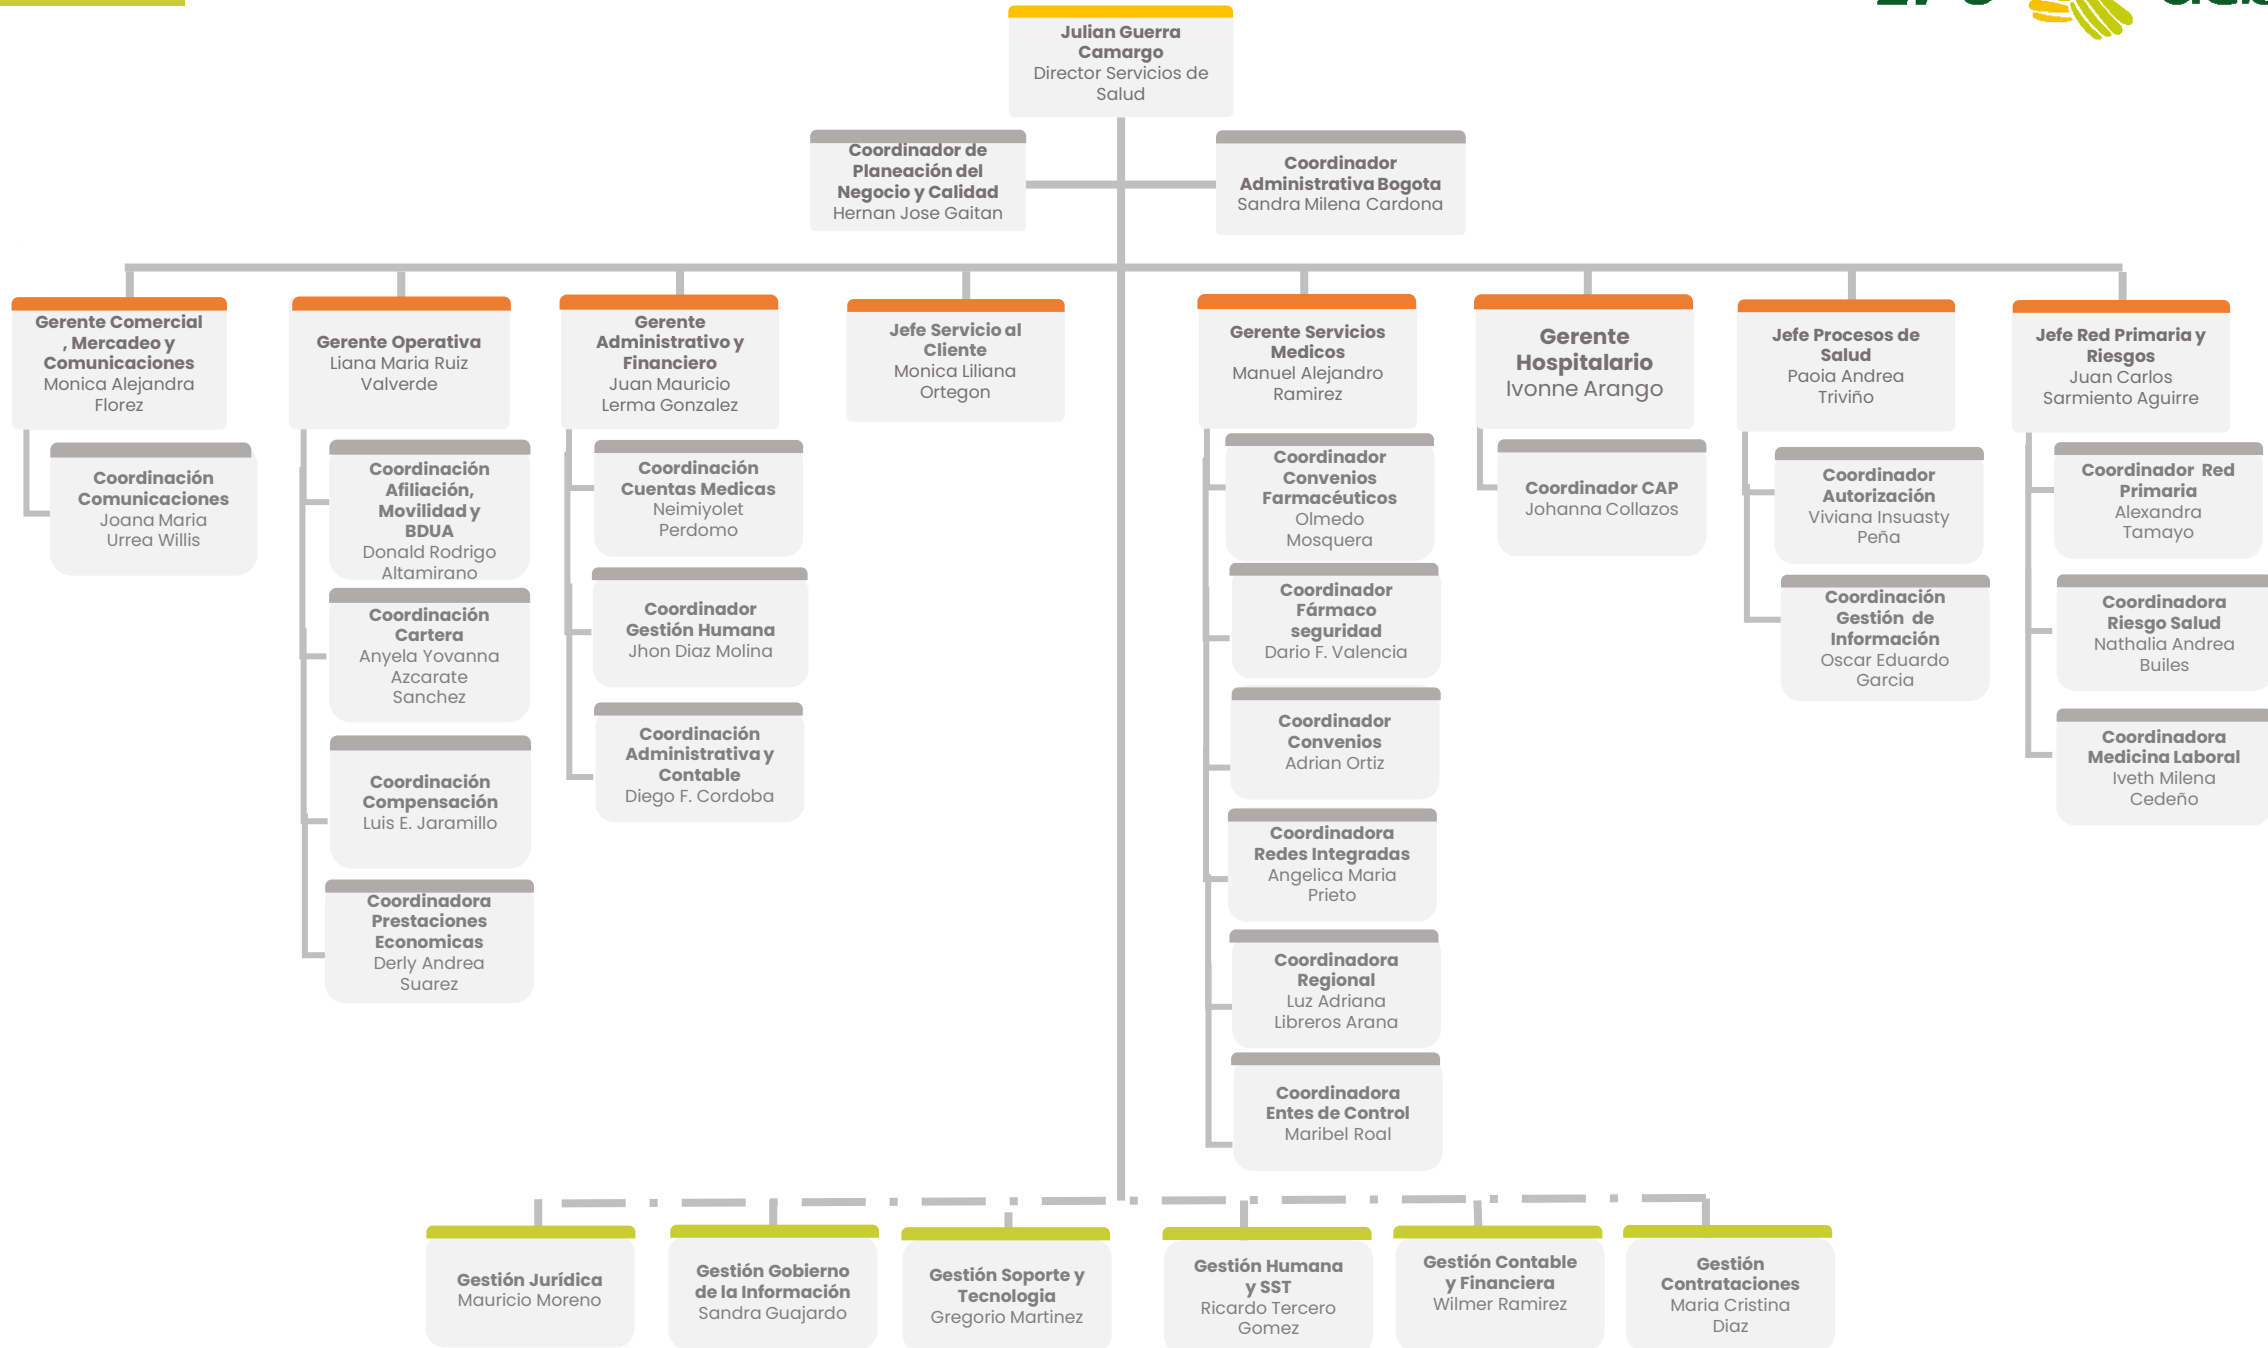 Julian Guerra
Camargo
Director Servicios de
Salud
Coordinador de
Planeación del
Negocio y Calidad
Hernan Jose Gaitan
Coordinador
Administrativa Bogota
Sandra Milena Cardona
Gerente Comercial
, Mercadeo y
Comunicaciones
Monica Alejandra
Florez
Gerente Operativa
Liana Maria Ruiz
Valverde
Gerente
Administrativo y
Financiero
Juan Mauricio
Lerma Gonzalez
Jefe Servicio al
Cliente
Monica Liliana
Ortegon
Gerente Servicios
Medicos
Manuel Alejandro
Ramirez
Gerente
Hospitalario
Ivonne Arango
Jefe Procesos de
Salud
Paoia Andrea
Triviño
Jefe Red Primaria y
Riesgos
Juan Carlos
Sarmiento Aguirre
Coordinación
Comunicaciones
Joana Maria
Urrea Willis
Coordinación
Afiliación,
Movilidad y
BDUA
Donald Rodrigo
Altamirano
Coordinación
Cartera
Anyela Yovanna
Azcarate
Sanchez
Coordinación
Compensación
Luis E. Jaramillo
Coordinadora
Prestaciones
Economicas
Derly Andrea
Suarez
Coordinación
Cuentas Medicas
Neimiyolet
Perdomo
Coordinador
Gestión Humana
Jhon Diaz Molina
Coordinación
Administrativa y
Contable
Diego F. Cordoba
Coordinador
Convenios
Farmacéuticos
Olmedo
Mosquera
Coordinador
Fármaco
seguridad
Dario F. Valencia
Coordinador
Convenios
Adrian Ortiz
Coordinadora
Redes Integradas
Angelica Maria
Prieto
Coordinadora
Regional
Luz Adriana
Libreros Arana
Coordinadora
Entes de Control
Maribel Roal
Coordinador CAP
Johanna Collazos
Coordinador
Autorización
Viviana Insuasty
Peña
Coordinación
Gestión de
Información
Oscar Eduardo
Garcia
Coordinador Red
Primaria
Alexandra
Tamayo
Coordinadora
Riesgo Salud
Nathalia Andrea
Builes
Coordinadora
Medicina Laboral
Iveth Milena
Cedeño
Gestión Jurídica
Mauricio Moreno
Gestión Gobierno
de la Información
Sandra Guajardo
Gestión Soporte y
Tecnologia
Gregorio Martinez
Gestión Humana
y SST
Ricardo Tercero
Gomez
Gestión Contable
y Financiera
Wilmer Ramirez
Gestión
Contrataciones
Maria Cristina
Diaz